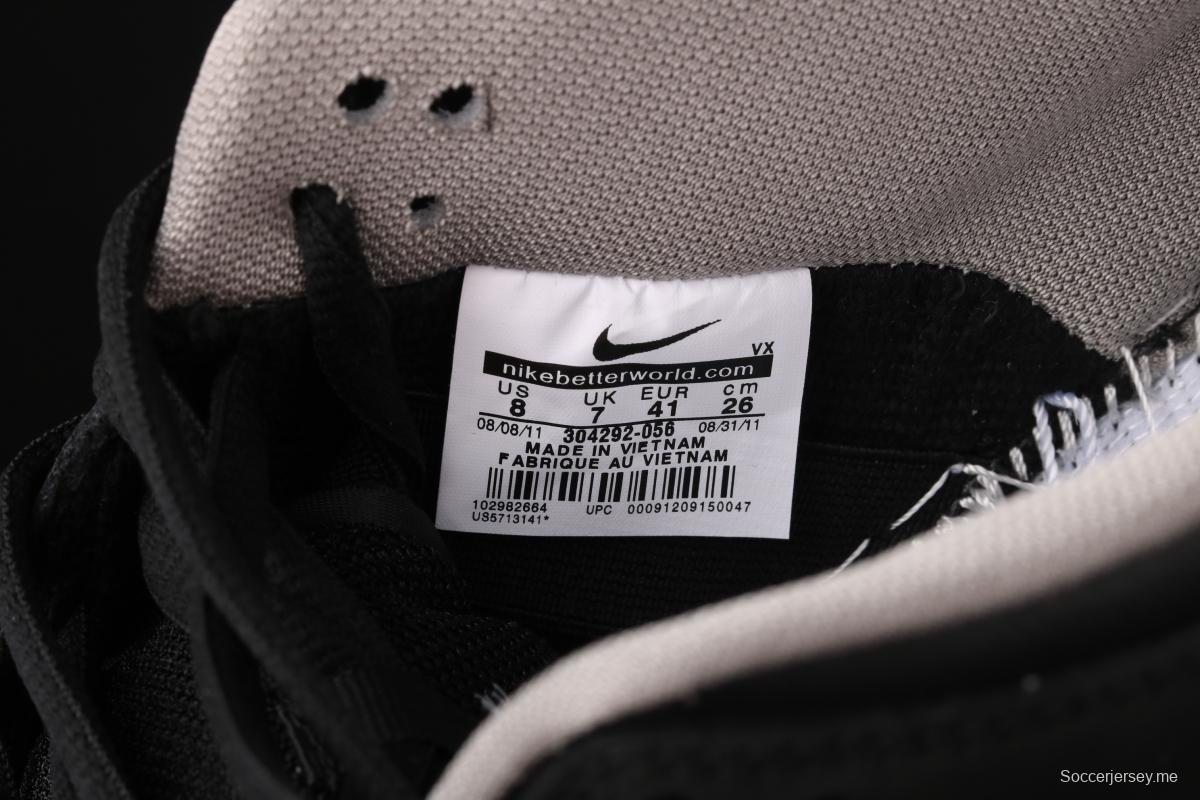 VX
nikebetterworld.com
US UK EUR cm
8 7 41 26
08/08/11 304292-056 08/31/11
MADE IN VIETNAM
FABRIQUE AU VIETNAM
102982664 UPC 00091209150047
US5713141*
Soccerjersey.me